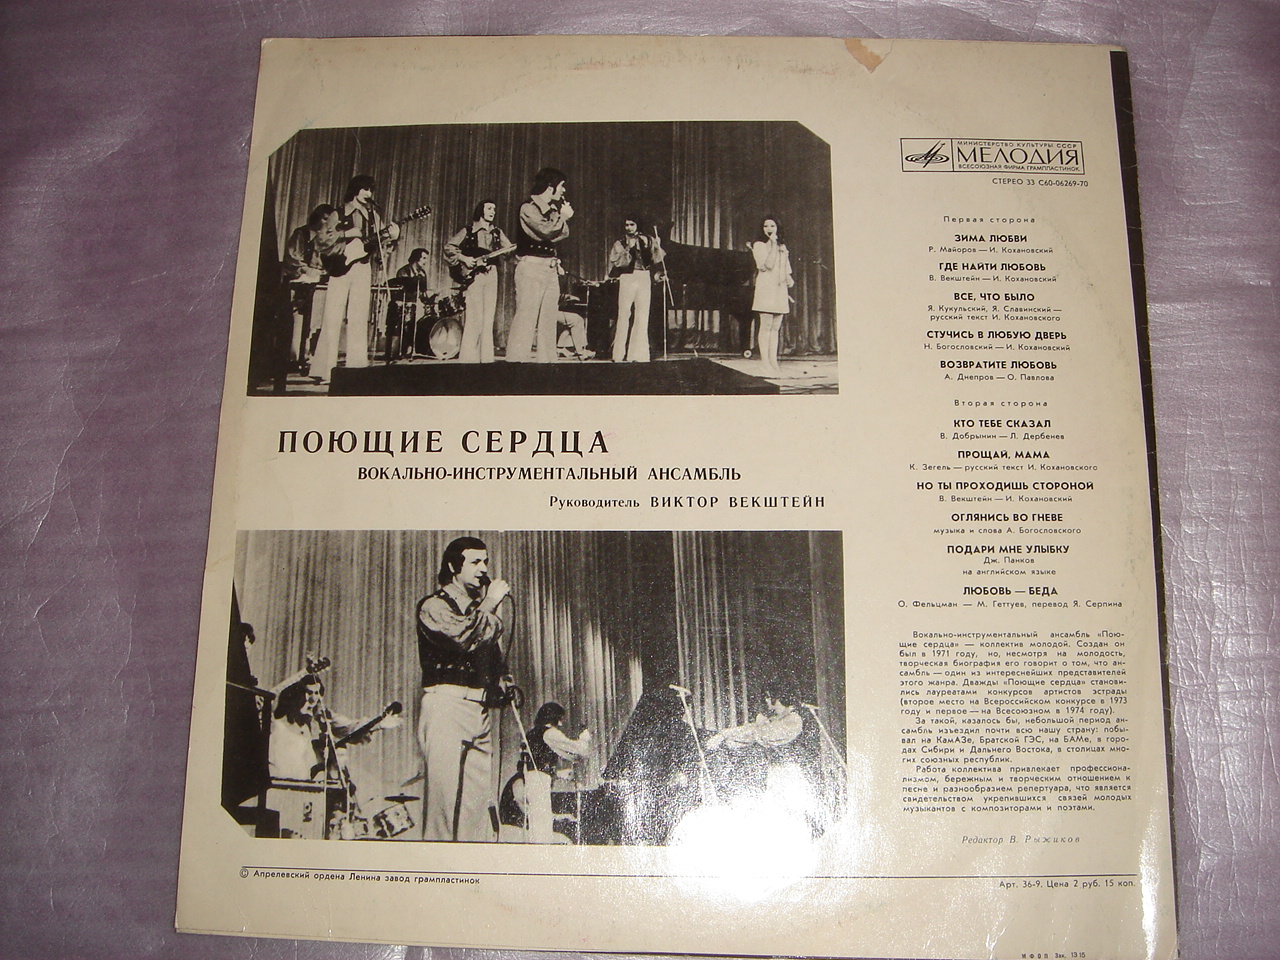 МИНИСТЕРСТВО КУЛЬТУРЫ СССР
МЕЛОДИЯ
ВСЕСОЮЗНАЯ ФИРМА ГРАМПЛАСТИНОК
СТЕРЕО 33 С60-06269-70
Первая сторона
ЗИМА ЛЮБВИ
Р. Майоров — И. Кохановский
ГДЕ НАЙТИ ЛЮБОВЬ
В. Векштейн — И. Кохановский
ВСЕ, ЧТО БЫЛО
Я. Кукульский, Я. Славинский —
русский текст И. Кохановского
СТУЧИСЬ В ЛЮБУЮ ДВЕРЬ
Н. Богословский — И. Кохановский
ВОЗВРАТИТЕ ЛЮБОВЬ
А. Днепров — О. Павлова
Вторая сторона
КТО ТЕБЕ СКАЗАЛ
В. Добрынин — Л. Дербенев
ПРОЩАЙ, МАМА
К. Зегель — русский текст И. Кохановского
НО ТЫ ПРОХОДИШЬ СТОРОНОЙ
В. Векштейн — И. Кохановский
ОГЛЯНИСЬ ВО ГНЕВЕ
музыка и слова А. Богословского
ПОДАРИ МНЕ УЛЫБКУ
Дж. Панков
на английском языке
ЛЮБОВЬ — БЕДА
О. Фельцман — М. Геттуев, перевод Я. Серпина
ПОЮЩИЕ СЕРДЦА
ВОКАЛЬНО-ИНСТРУМЕНТАЛЬНЫЙ АНСАМБЛЬ
Руководитель ВИКТОР ВЕКШТЕЙН
Вокально-инструментальный ансамбль «Пою-
щие сердца» — коллектив молодой. Создан он
был в 1971 году, но, несмотря на молодость,
творческая биография его говорит о том, что ан-
самбль — один из интереснейших представителей
этого жанра. Дважды «Поющие сердца» станови-
лись лауреатами конкурсов артистов эстрады
(второе место на Всероссийском конкурсе в 1973
году и первое — на Всесоюзном в 1974 году).
За такой, казалось бы, небольшой период ан-
самбль изъездил почти всю нашу страну: побы-
вал на КамАЗе, Братской ГЭС, на БАМе, в горо-
дах Сибири и Дальнего Востока, в столицах мно-
гих союзных республик.
Работа коллектива привлекает профессиона-
лизмом, бережным и творческим отношением к
песне и разнообразием репертуара, что является
свидетельством укрепившихся связей молодых
музыкантов с композиторами и поэтами.
Редактор В. Рыжиков
© Апрелевский ордена Ленина завод грампластинок
Арт. 36-9. Цена 2 руб. 15 коп.
ИФОП Зак. 1315